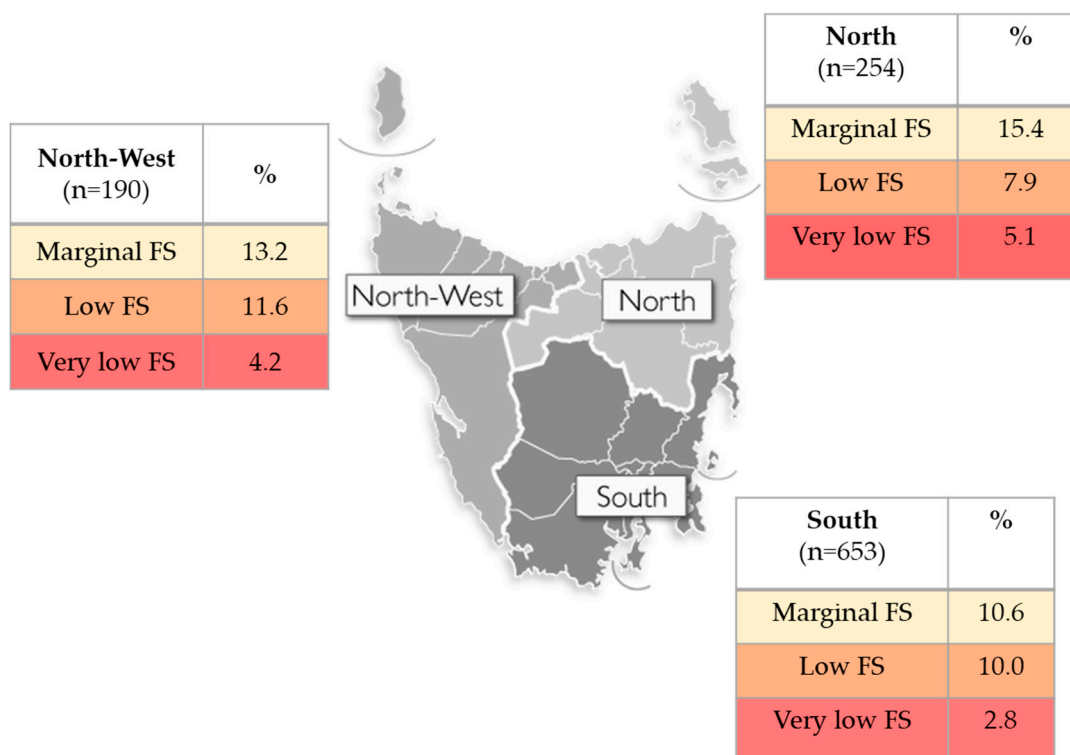 North %
(n=254)
Marginal FS 15.4
Low FS 7.9
Very low FS 5.1
North-West %
(n=190)
Marginal FS 13.2
Low FS 11.6
Very low FS 4.2
North-West
North
South
South %
(n=653)
Marginal FS 10.6
Low FS 10.0
Very low FS 2.8